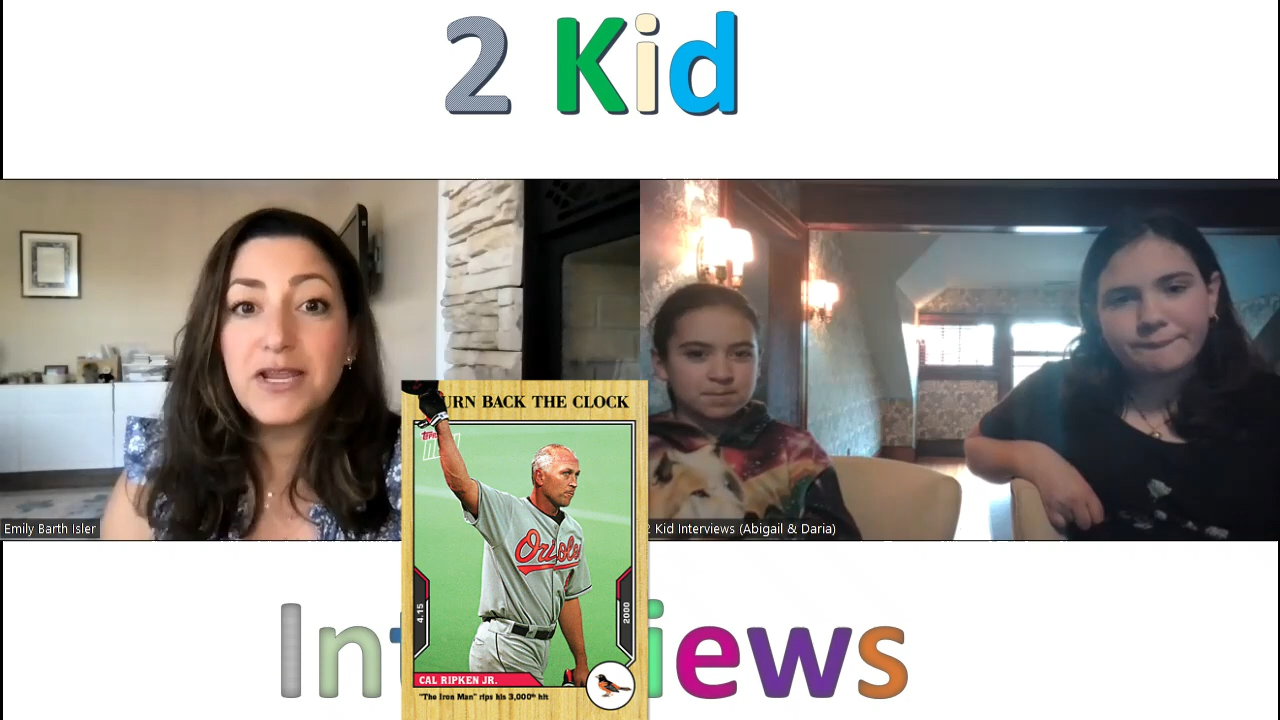 2 Kid
Emily Barth Isler
2 Kid Interviews (Abigail & Daria)
URN BACK THE CLOCK
Topps
Orioles
4.15
2000
CAL RIPKEN JR.
"The Iron Man" rips his 3,000th hit
Int iews